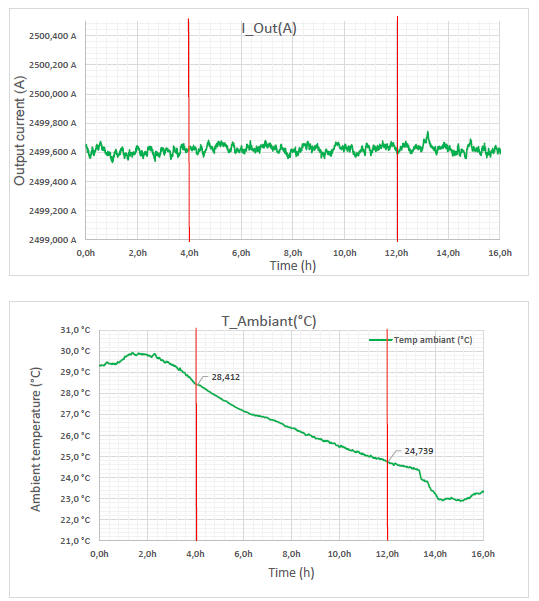 I_Out(A)
2500,400 A
2500,200 A
2500,000 A
2499,800 A
2499,600 A
2499,400 A
2499,200 A
2499,000 A
Output current (A)
0,0h 2,0h 4,0h 6,0h 8,0h 10,0h 12,0h 14,0h 16,0h
Time (h)
T_Ambiant(°C)
31,0 °C
30,0 °C
29,0 °C
28,0 °C
27,0 °C
26,0 °C
25,0 °C
24,0 °C
23,0 °C
22,0 °C
21,0 °C
Ambient temperature (°C)
Temp ambiant (°C)
28,412
24,739
0,0h 2,0h 4,0h 6,0h 8,0h 10,0h 12,0h 14,0h 16,0h
Time (h)